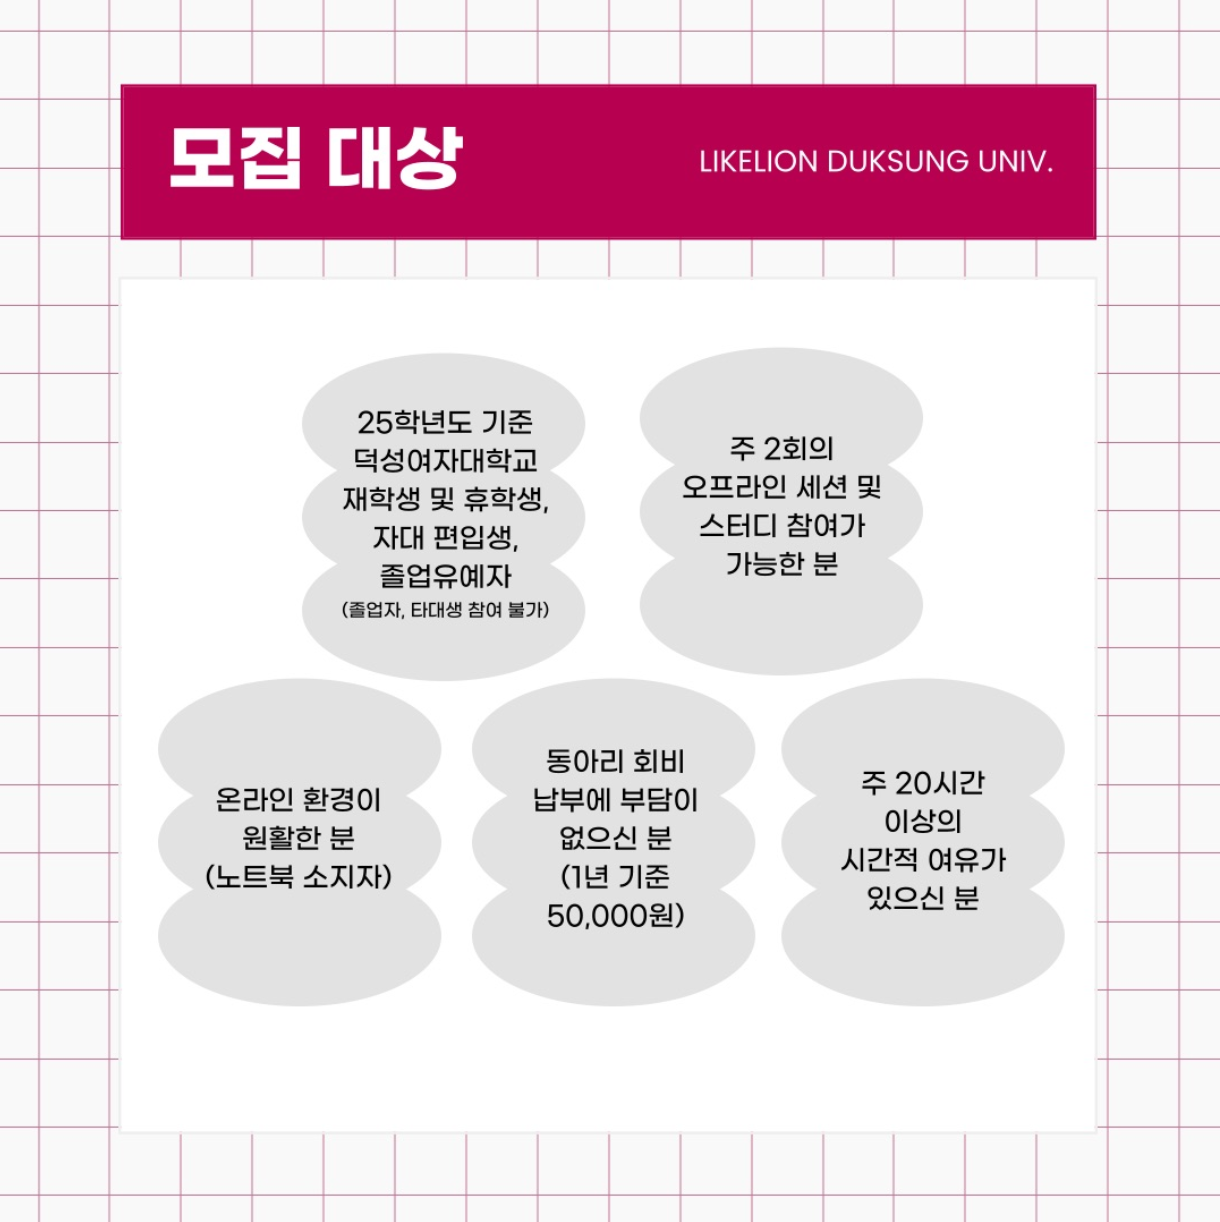 모집 대상
LIKELION DUKSUNG UNIV.
25학년도 기준
덕성여자대학교
재학생 및 휴학생,
자대 편입생,
졸업유예자
(졸업자, 타대생 참여 불가)
주 2회의
오프라인 세션 및
스터디 참여가
가능한 분
온라인 환경이
원활한 분
(노트북 소지자)
동아리 회비
납부에 부담이
없으신 분
(1년 기준
50,000원)
주 20시간
이상의
시간적 여유가
있으신 분